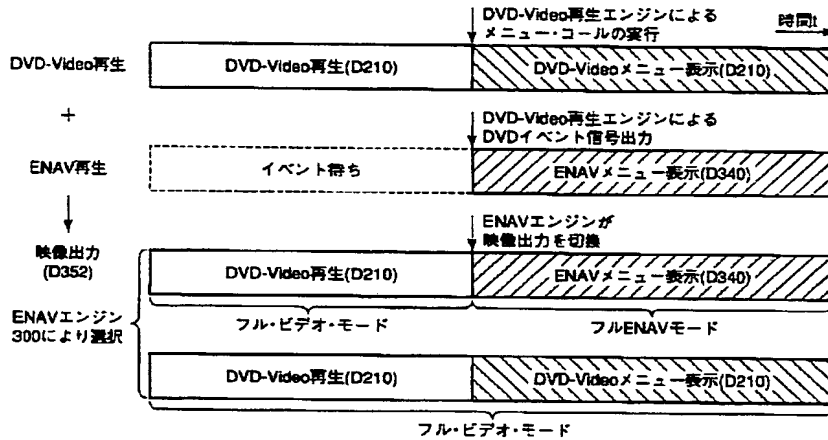 DVD-Video再生エンジンによる
メニュー・コールの実行
時間t
DVD-Video再生
DVD-Video再生(D210)
DVD-Videoメニュー表示(D210)
+
DVD-Video再生エンジンによる
DVDイベント信号出力
ENAV再生
イベント待ち
ENAVメニュー表示(D340)
ENAVエンジンが
映像出力を切換
映像出力
(D352)
DVD-Video再生(D210)
ENAVメニュー表示(D340)
フル・ビデオ・モード
フルENAVモード
ENAVエンジン
300により選択
DVD-Video再生(D210)
DVD-Videoメニュー表示(D210)
フル・ビデオ・モード